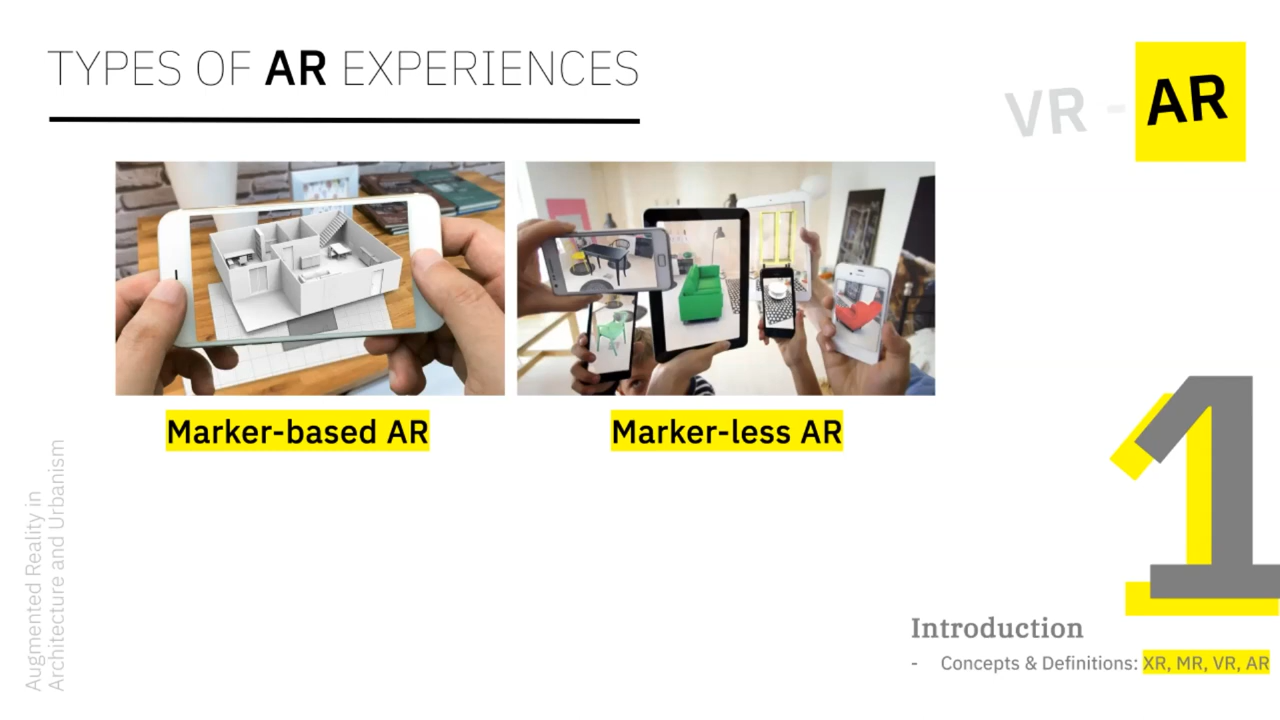 TYPES OF AR EXPERIENCES
VR - AR
Marker-based AR
Marker-less AR
Augmented Reality in
Architecture and Urbanism
1
Introduction
- Concepts & Definitions: XR, MR, VR, AR